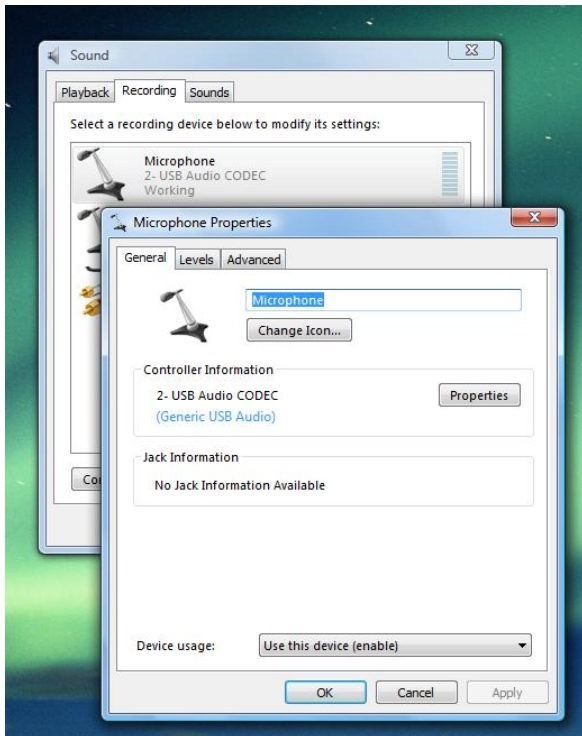 Sound
Playback Recording Sounds
Select a recording device below to modify its settings:
Microphone
2- USB Audio CODEC
Working
Microphone Properties
General Levels Advanced
Microphone
Change Icon...
Controller Information
2- USB Audio CODEC
Properties
(Generic USB Audio)
Jack Information
No Jack Information Available
Device usage:
Use this device (enable)
OK Cancel Apply